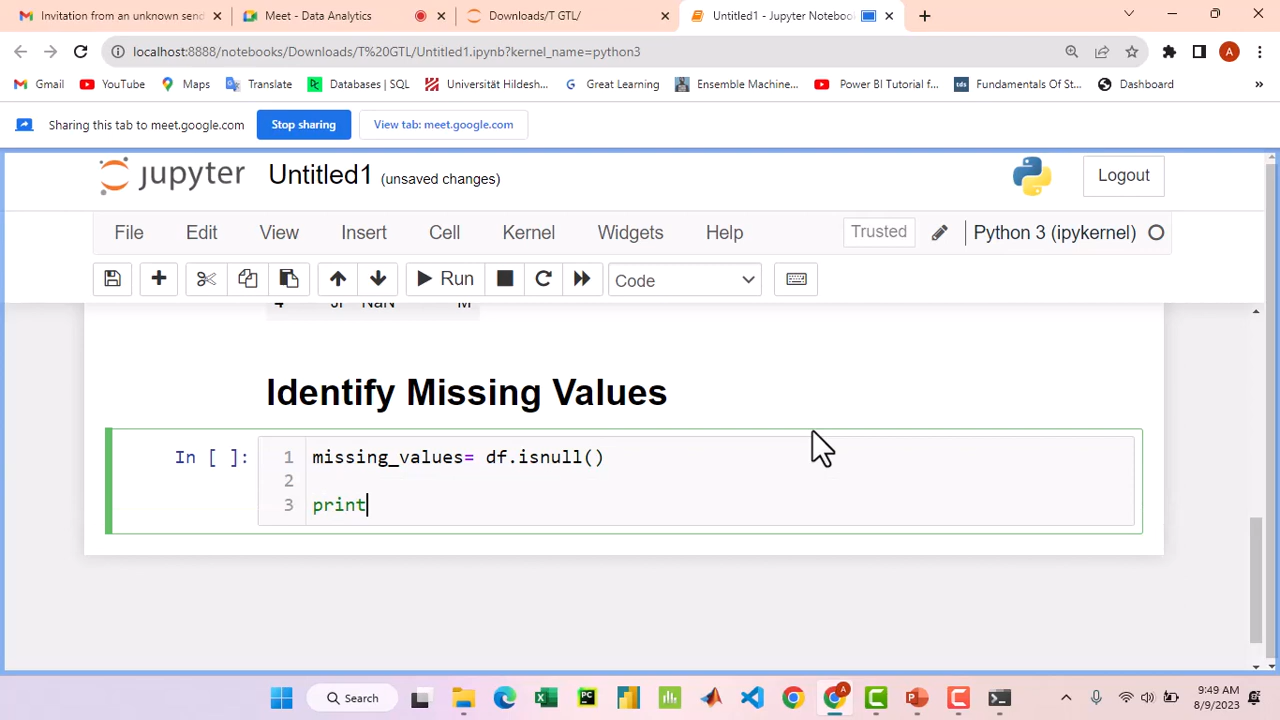 Invitation from an unknown send
Meet - Data Analytics
Downloads/T GTL/
Untitled1 - Jupyter Noteboo
localhost:8888/notebooks/Downloads/T%20GTL/Untitled1.ipynb?kernel_name=python3
A
Gmail
YouTube
Maps
Translate
Databases | SQL
Universität Hildesh...
Great Learning
Ensemble Machine...
Power BI Tutorial f...
Fundamentals Of St...
Dashboard
»
Sharing this tab to meet.google.com
Stop sharing
View tab: meet.google.com
jupyter Untitled1 (unsaved changes)
Logout
File Edit View Insert Cell Kernel Widgets Help
Trusted
Python 3 (ipykernel)
Run
Code
4 Jr NaN M
Identify Missing Values
In [ ]:
1 missing_values= df.isnull()
2
3 print
Search
9:49 AM
8/9/2023